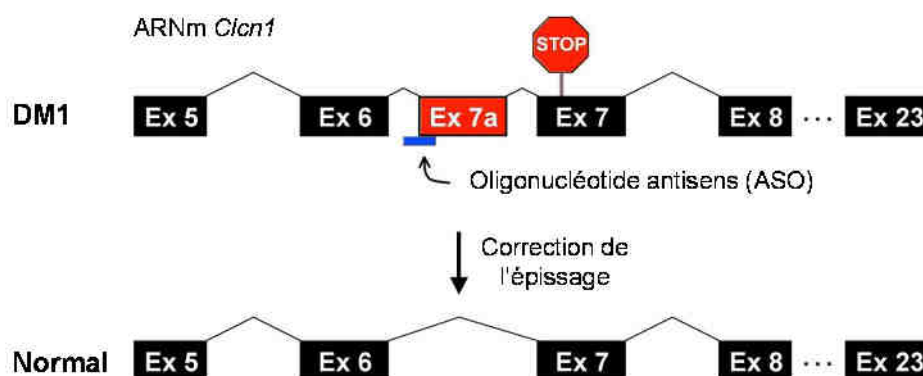 ARNm Clcn1
STOP
DM1 Ex 5 Ex 6 Ex 7a Ex 7 Ex 8 ... Ex 23
Oligonucléotide antisens (ASO)
Correction de
l'épissage
Normal Ex 5 Ex 6 Ex 7 Ex 8 ... Ex 23